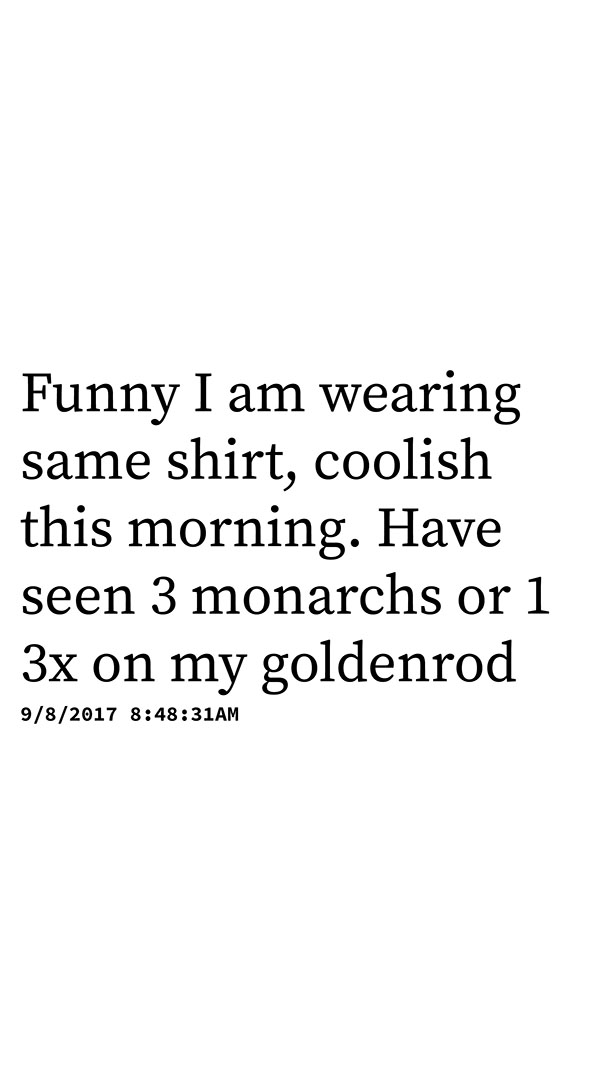 Funny I am wearing
same shirt, coolish
this morning. Have
seen 3 monarchs or 1
3x on my goldenrod
9/8/2017 8:48:31AM